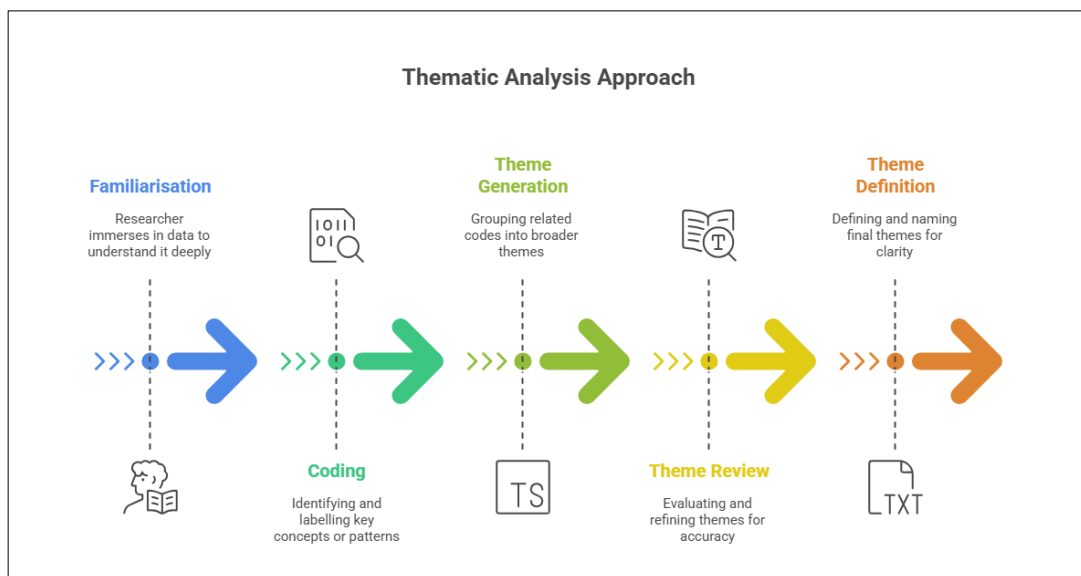 Thematic Analysis Approach
Familiarisation
Researcher
immerses in data to
understand it deeply
1011
01
Coding
Identifying and
labelling key
concepts or patterns
Theme
Generation
Grouping related
codes into broader
themes
TS
T
Theme Review
Evaluating and
refining themes for
accuracy
Theme
Definition
Defining and naming
final themes for
clarity
TXT